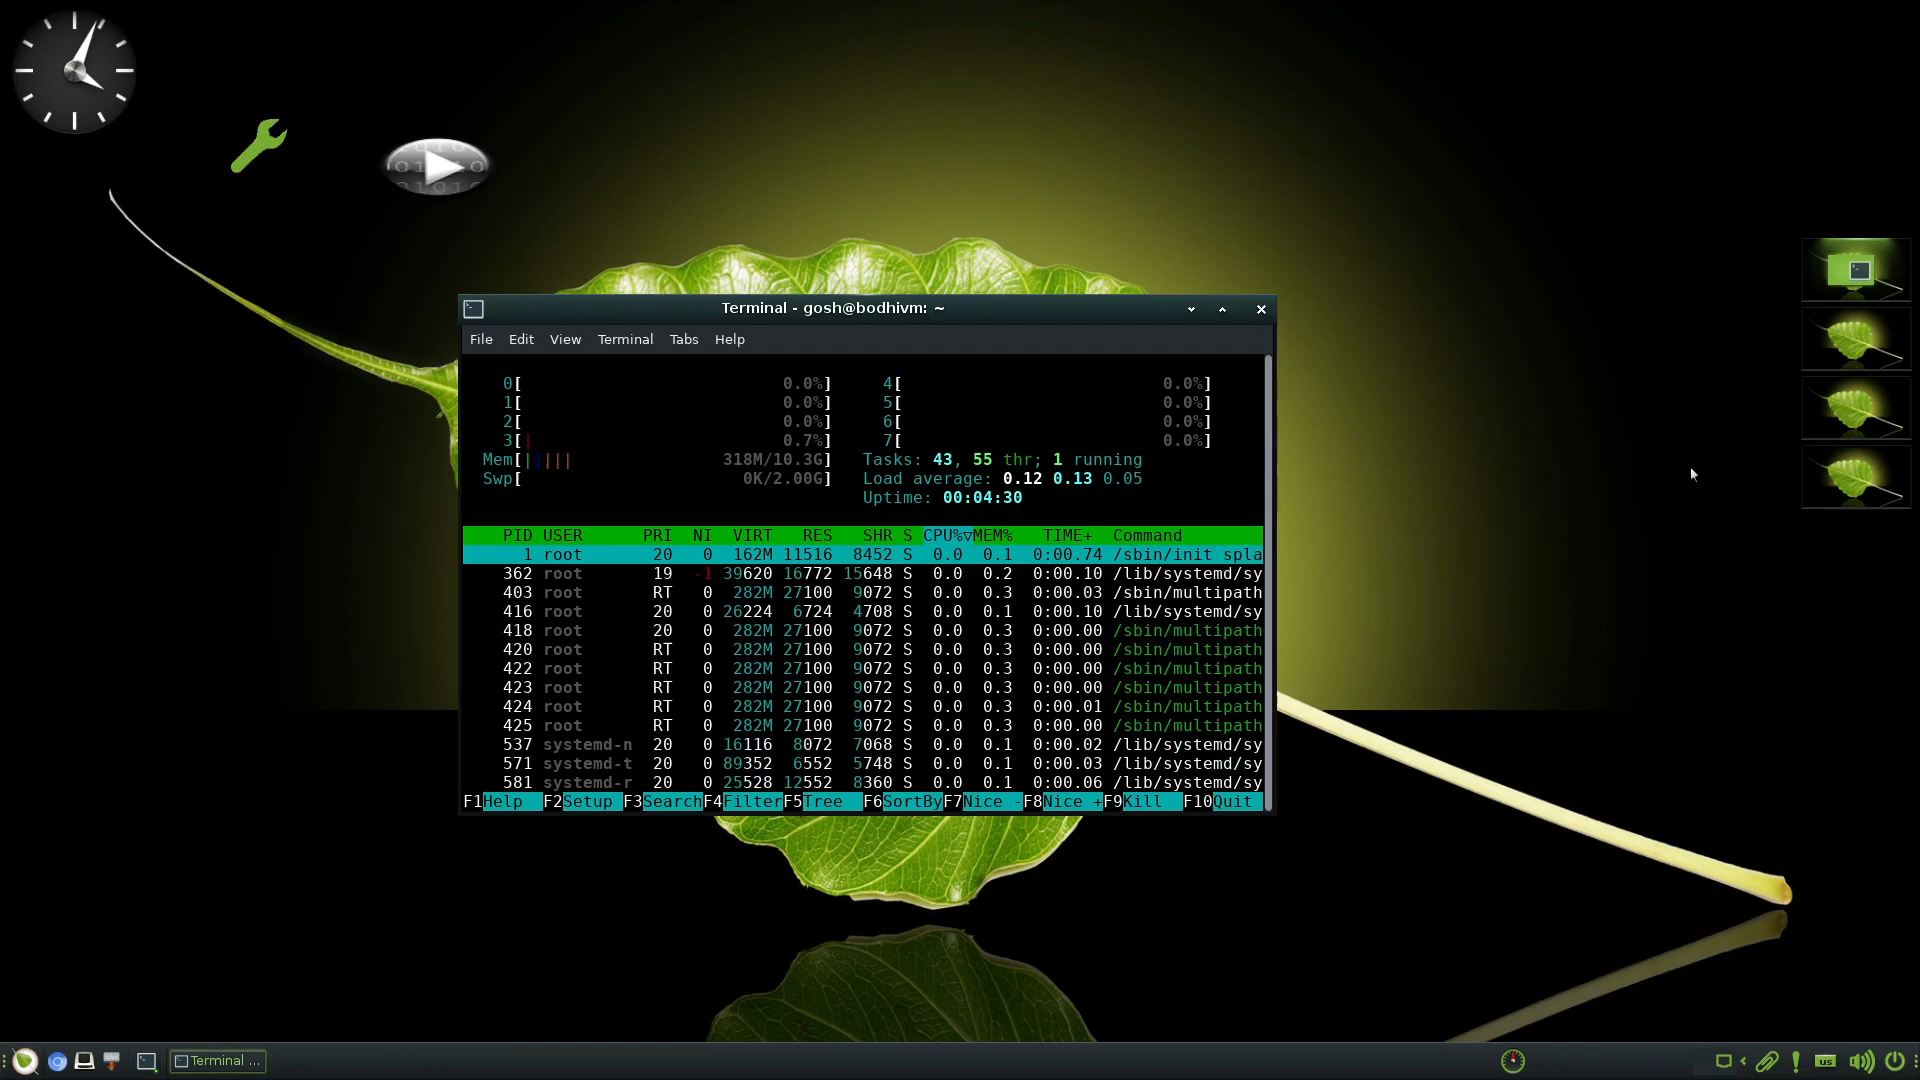 Terminal - gosh@bodhivm: ~
File Edit View Terminal Tabs Help
0[ 0.0%] 4[ 0.0%]
1[ 0.0%] 5[ 0.0%]
2[ 0.0%] 6[ 0.0%]
3[| 0.7%] 7[ 0.0%]
Mem[||||| 318M/10.3G] Tasks: 43, 55 thr; 1 running
Swp[ 0K/2.00G] Load average: 0.12 0.13 0.05
Uptime: 00:04:30
PID USER PRI NI VIRT RES SHR S CPU%▽MEM% TIME+ Command
1 root 20 0 162M 11516 8452 S 0.0 0.1 0:00.74 /sbin/init spla
362 root 19 -1 39620 16772 15648 S 0.0 0.2 0:00.10 /lib/systemd/sy
403 root RT 0 282M 27100 9072 S 0.0 0.3 0:00.03 /sbin/multipath
416 root 20 0 26224 6724 4708 S 0.0 0.1 0:00.10 /lib/systemd/sy
418 root 20 0 282M 27100 9072 S 0.0 0.3 0:00.00 /sbin/multipath
420 root RT 0 282M 27100 9072 S 0.0 0.3 0:00.00 /sbin/multipath
422 root RT 0 282M 27100 9072 S 0.0 0.3 0:00.00 /sbin/multipath
423 root RT 0 282M 27100 9072 S 0.0 0.3 0:00.00 /sbin/multipath
424 root RT 0 282M 27100 9072 S 0.0 0.3 0:00.01 /sbin/multipath
425 root RT 0 282M 27100 9072 S 0.0 0.3 0:00.00 /sbin/multipath
537 systemd-n 20 0 16116 8072 7068 S 0.0 0.1 0:00.02 /lib/systemd/sy
571 systemd-t 20 0 89352 6552 5748 S 0.0 0.1 0:00.03 /lib/systemd/sy
581 systemd-r 20 0 25528 12552 8360 S 0.0 0.1 0:00.06 /lib/systemd/sy
F1Help F2Setup F3SearchF4FilterF5Tree F6SortByF7Nice -F8Nice +F9Kill F10Quit
Terminal ...
us